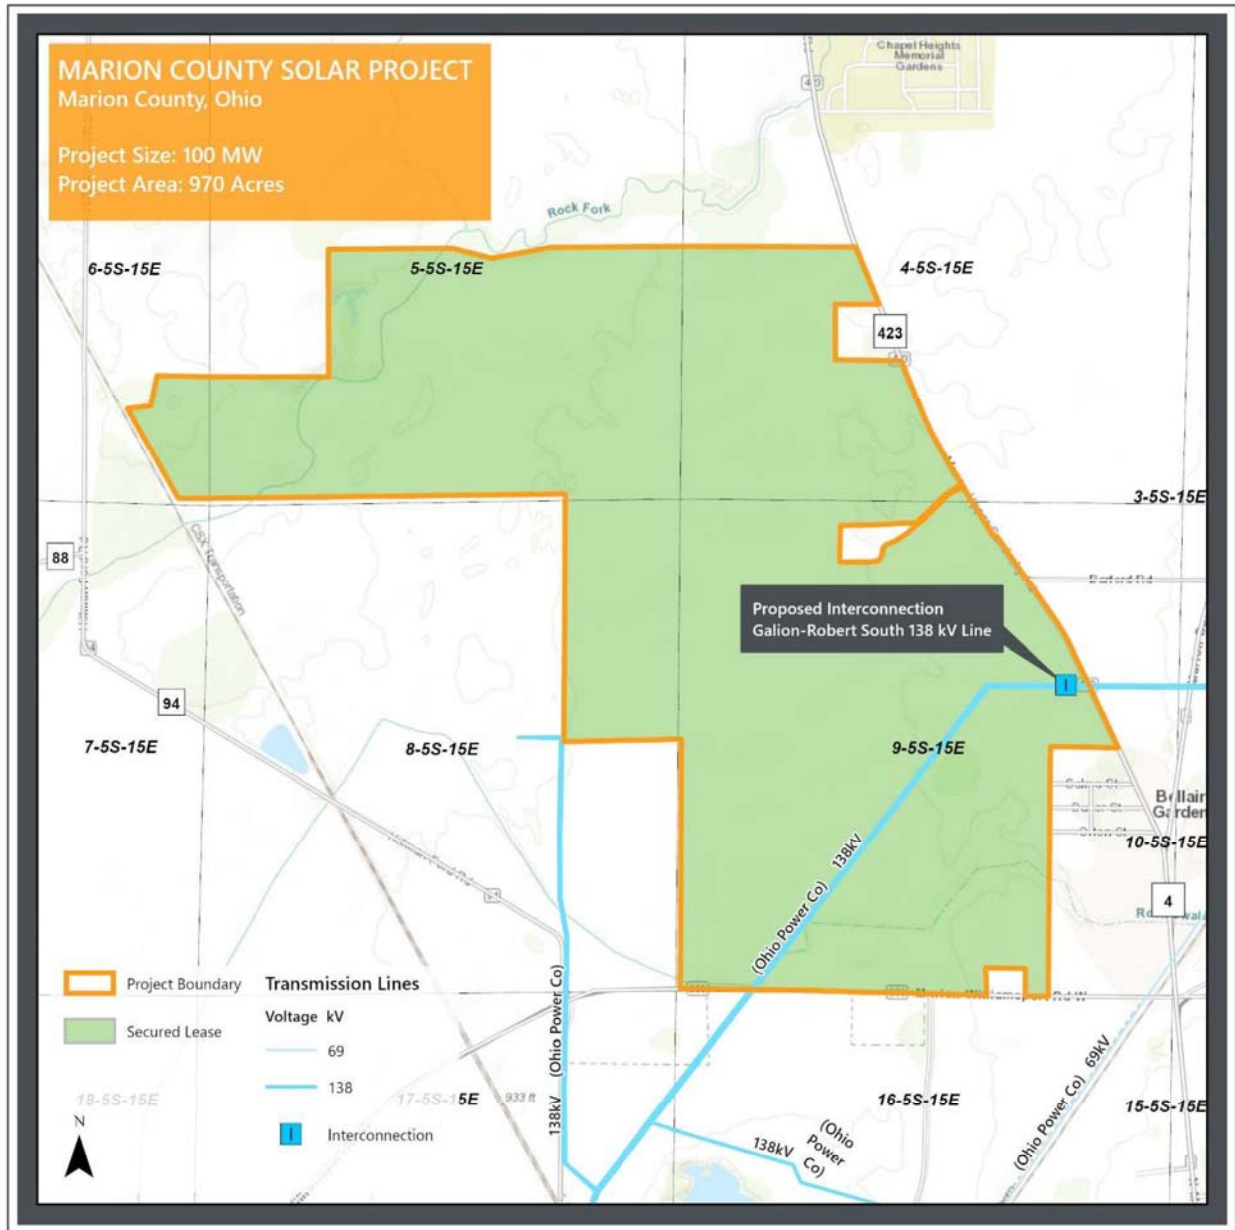 MARION COUNTY SOLAR PROJECT
Marion County, Ohio
Project Size: 100 MW
Project Area: 970 Acres
Chapel Heights
Memorial
Gardens
Rock Fork
6-5S-15E
5-5S-15E
4-5S-15E
423
3-5S-15E
88
CSX Transportation
Proposed Interconnection
Galion-Robert South 138 kV Line
I
94
7-5S-15E
8-5S-15E
9-5S-15E
Bellair
Garden
10-5S-15E
4
(Ohio Power Co) 138kV
Project Boundary
Secured Lease
Transmission Lines
Voltage kV
69
138
I
Interconnection
138kV (Ohio Power Co)
Rd W
(Ohio Power Co) 69kV
18-5S-15E
17-5S-15E
933 ft
16-5S-15E
15-5S-15E
138kV
(Ohio
Power
Co)
N